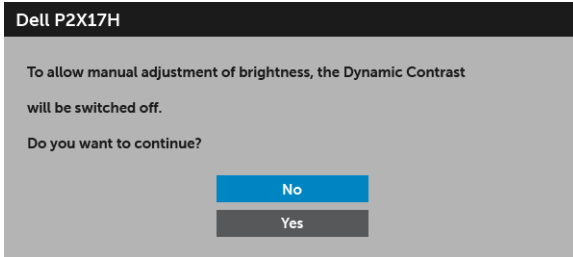 Dell P2X17H
To allow manual adjustment of brightness, the Dynamic Contrast
will be switched off.
Do you want to continue?
No
Yes